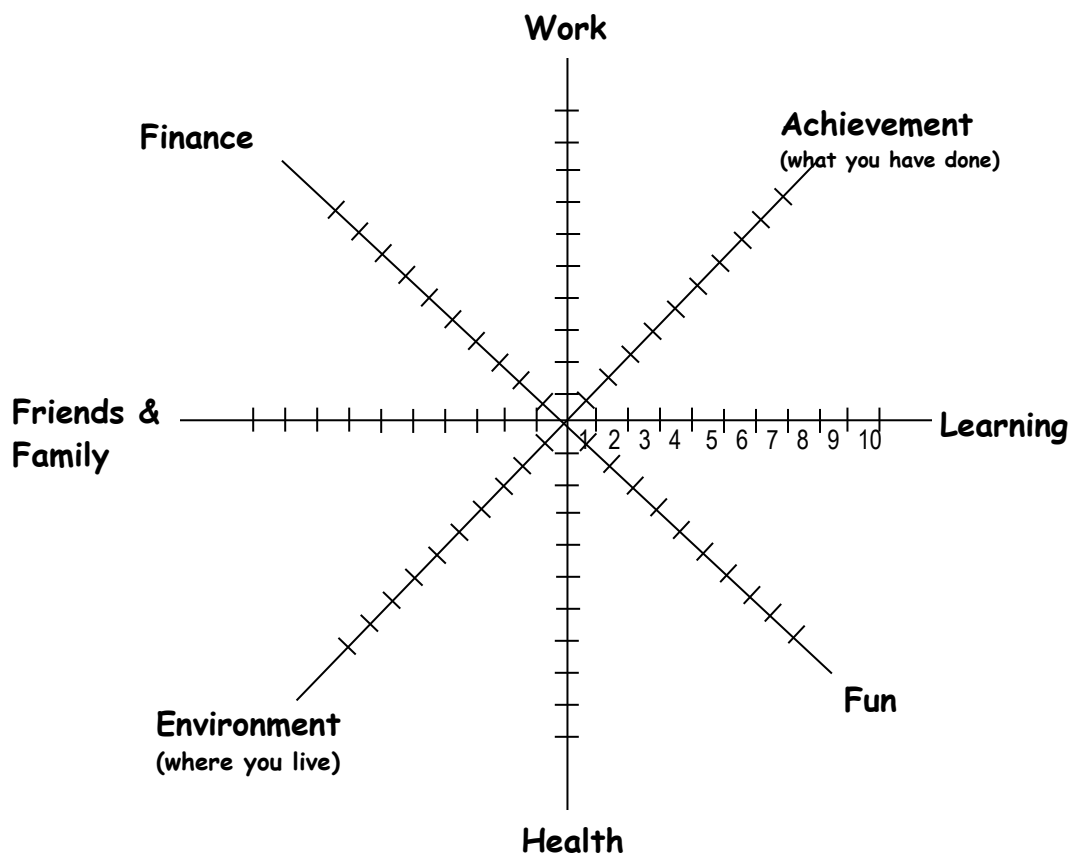 Work
Achievement
(what you have done)
Finance
Friends &
Family
Learning
1 2 3 4 5 6 7 8 9 10
Fun
Environment
(where you live)
Health